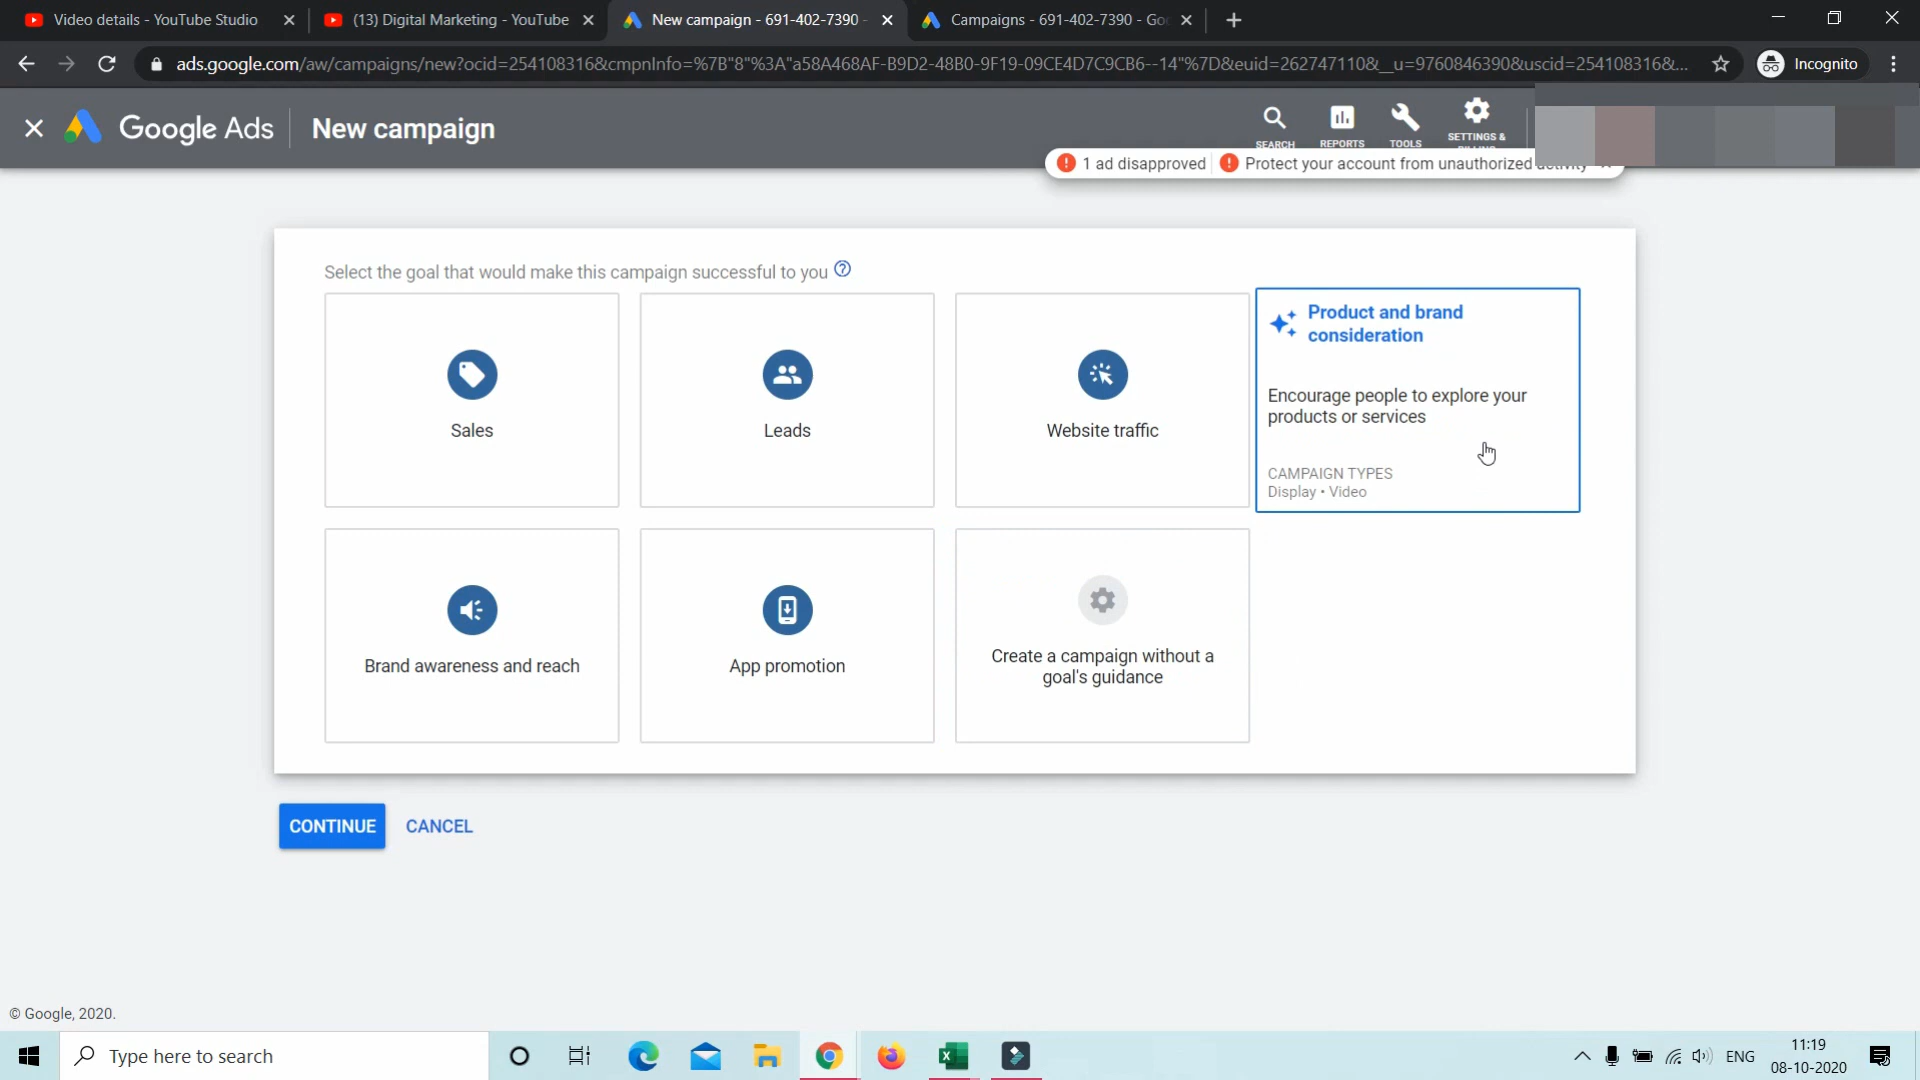 Video details - YouTube Studio
(13) Digital Marketing - YouTube
New campaign - 691-402-7390 -
Campaigns - 691-402-7390 - Go
ads.google.com/aw/campaigns/new?ocid=254108316&cmpnInfo=%7B"8"%3A"a58A468AF-B9D2-48B0-9F19-09CE4D7C9CB6--14"%7D&euid=262747110&__u=9760846390&uscid=254108316&...
Incognito
Google Ads
New campaign
SEARCH
REPORTS
TOOLS
SETTINGS &
1 ad disapproved
Protect your account from unauthorized activity
Select the goal that would make this campaign successful to you
Sales
Leads
Website traffic
Product and brand
consideration
Encourage people to explore your
products or services
CAMPAIGN TYPES
Display • Video
Brand awareness and reach
App promotion
Create a campaign without a
goal's guidance
CONTINUE
CANCEL
© Google, 2020.
Type here to search
ENG
11:19
08-10-2020